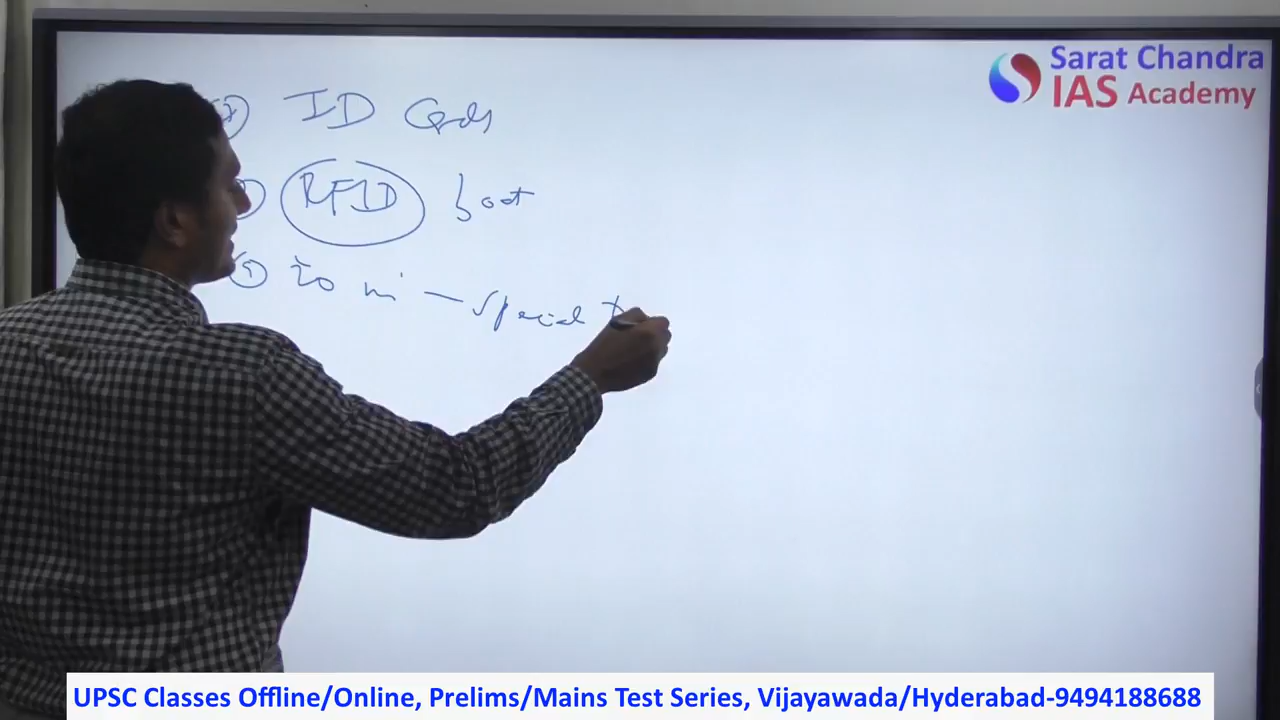 Sarat Chandra
IAS Academy
ID Cards
RFID boat
20 m - special
UPSC Classes Offline/Online, Prelims/Mains Test Series, Vijayawada/Hyderabad-9494188688